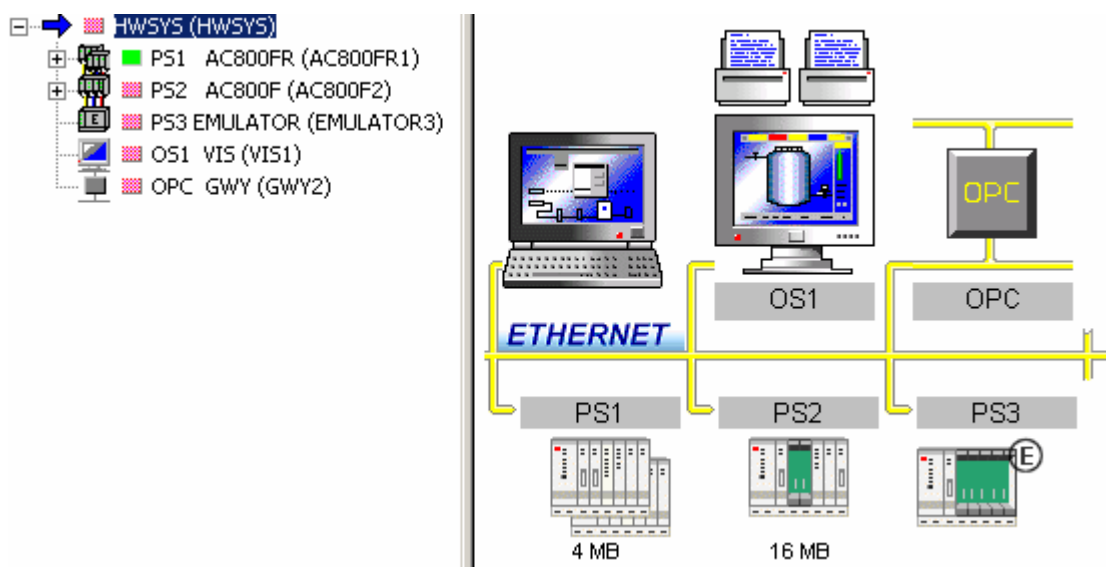 HWSYS (HWSYS)
PS1 AC800FR (AC800FR1)
PS2 AC800F (AC800F2)
E
PS3 EMULATOR (EMULATOR3)
OS1 VIS (VIS1)
OPC GWY (GWY2)
OPC
OS1
OPC
ETHERNET
PS1
PS2
PS3
E
4 MB
16 MB